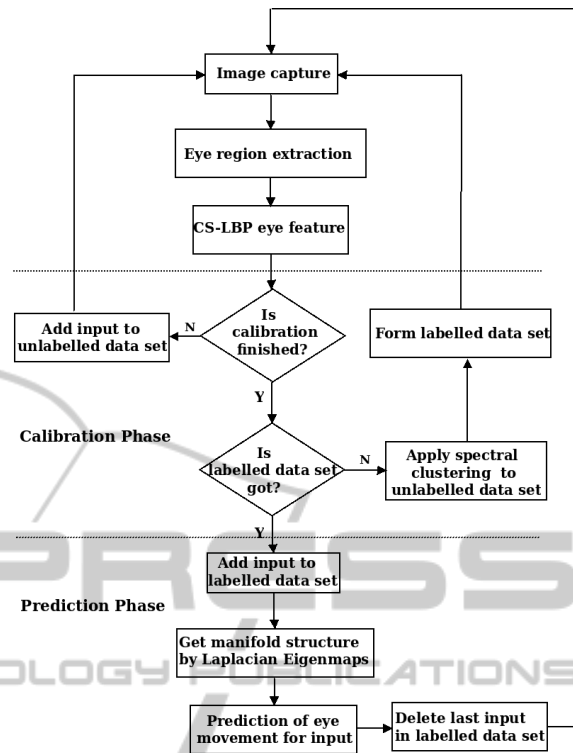 Image capture
Eye region extraction
CS-LBP eye feature
Is
calibration
finished?
N
Add input to
unlabelled data set
Form labelled data set
Y
Calibration Phase
Is
labelled data set
got?
N
Apply spectral
clustering to
unlabelled data set
Y
Add input to
labelled data set
Prediction Phase
Get manifold structure
by Laplacian Eigenmaps
Prediction of eye
movement for input
Delete last input
in labelled data set
PRESS
OLOGY PUBLICATIONS